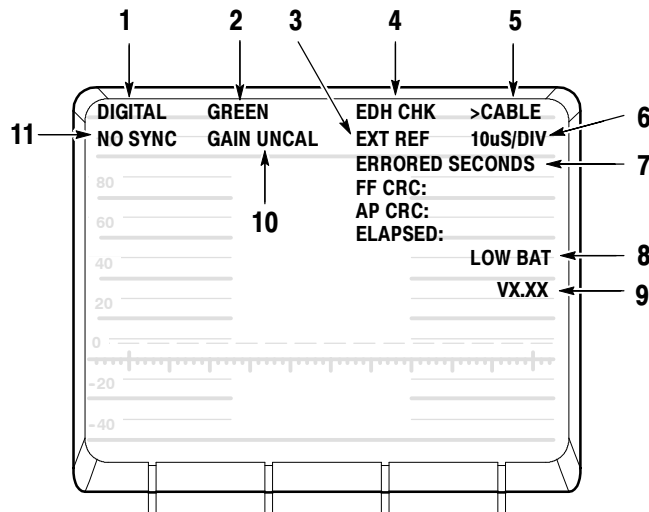 1 2 3 4 5
DIGITAL GREEN EDH CHK >CABLE
6
11 NO SYNC GAIN UNCAL EXT REF 10uS/DIV
ERRORED SECONDS 7
80 FF CRC:
10 AP CRC:
60
ELAPSED:
40 LOW BAT 8
VX.XX 9
20
0
-20
-40